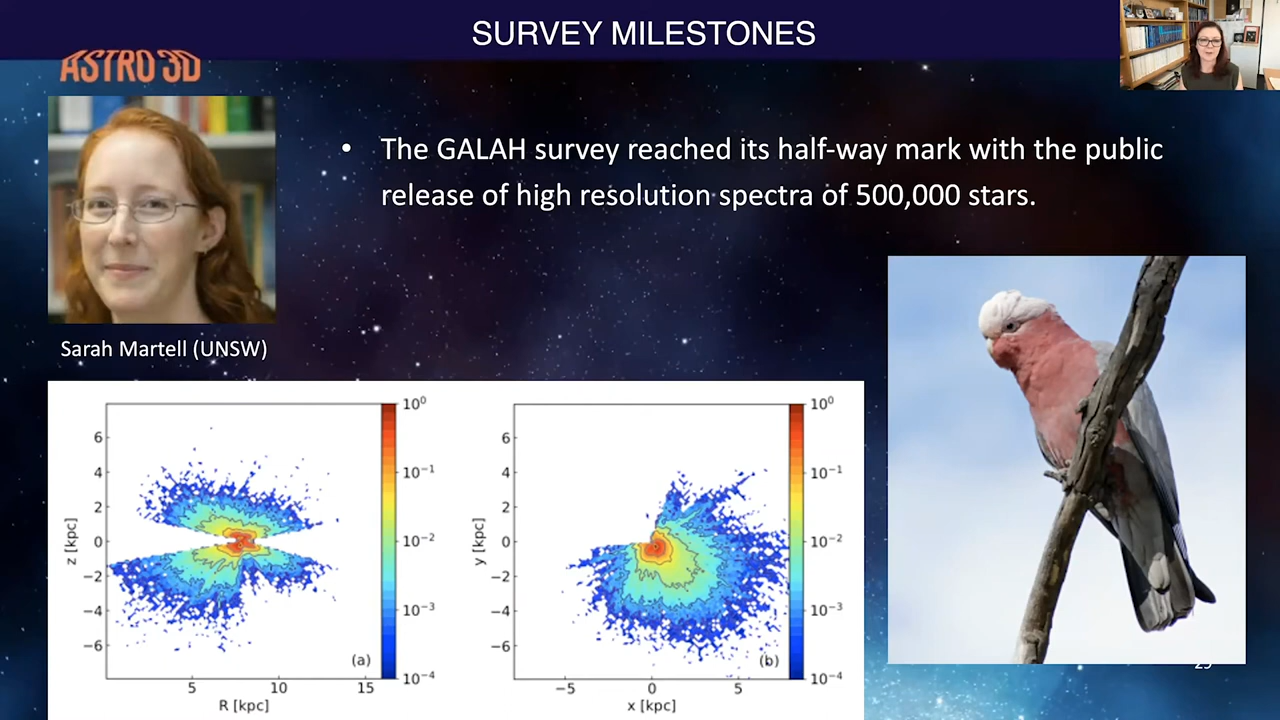 SURVEY MILESTONES
ASTRO 3D
• The GALAH survey reached its half-way mark with the public
release of high resolution spectra of 500,000 stars.
Sarah Martell (UNSW)
z [kpc]
6
4
2
0
−2
−4
−6
5
10
15
R [kpc]
(a)
10⁰
10⁻¹
10⁻²
10⁻³
10⁻⁴
y [kpc]
6
4
2
0
−2
−4
−6
−5
0
5
x [kpc]
(b)
10⁰
10⁻¹
10⁻²
10⁻³
10⁻⁴